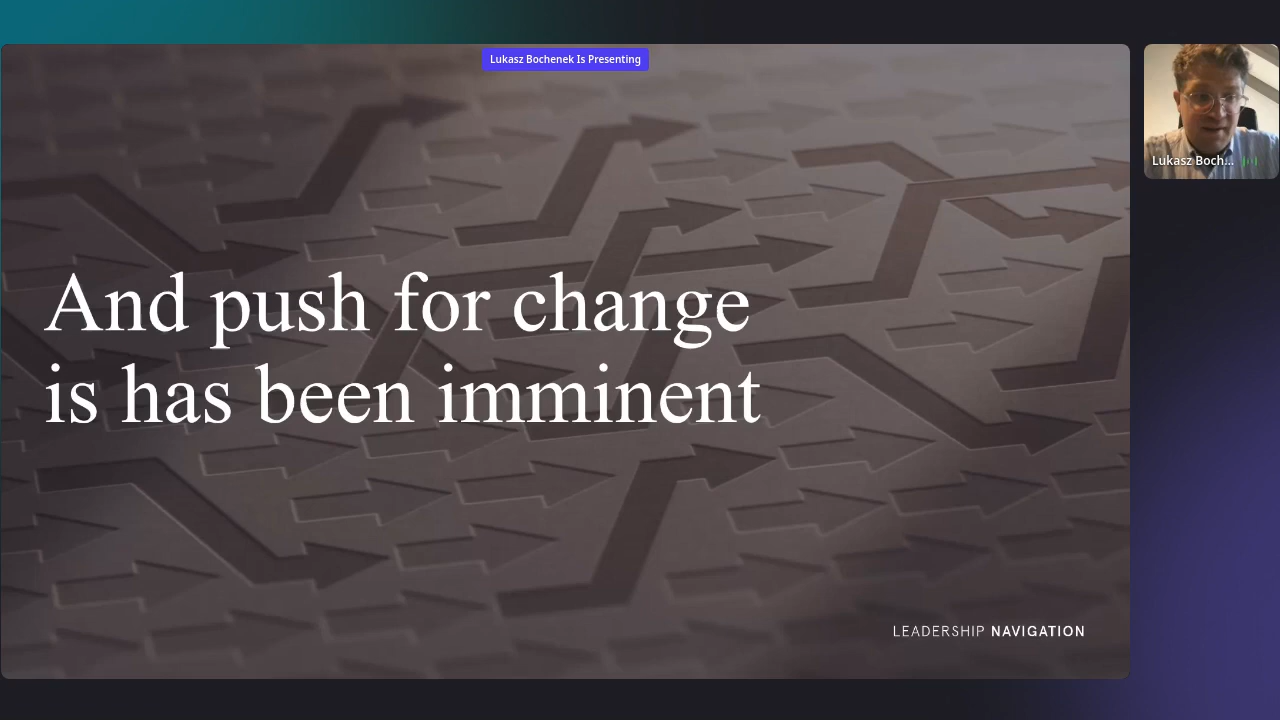 Lukasz Bochenek Is Presenting
And push for change
is has been imminent
LEADERSHIP NAVIGATION
Lukasz Boch...